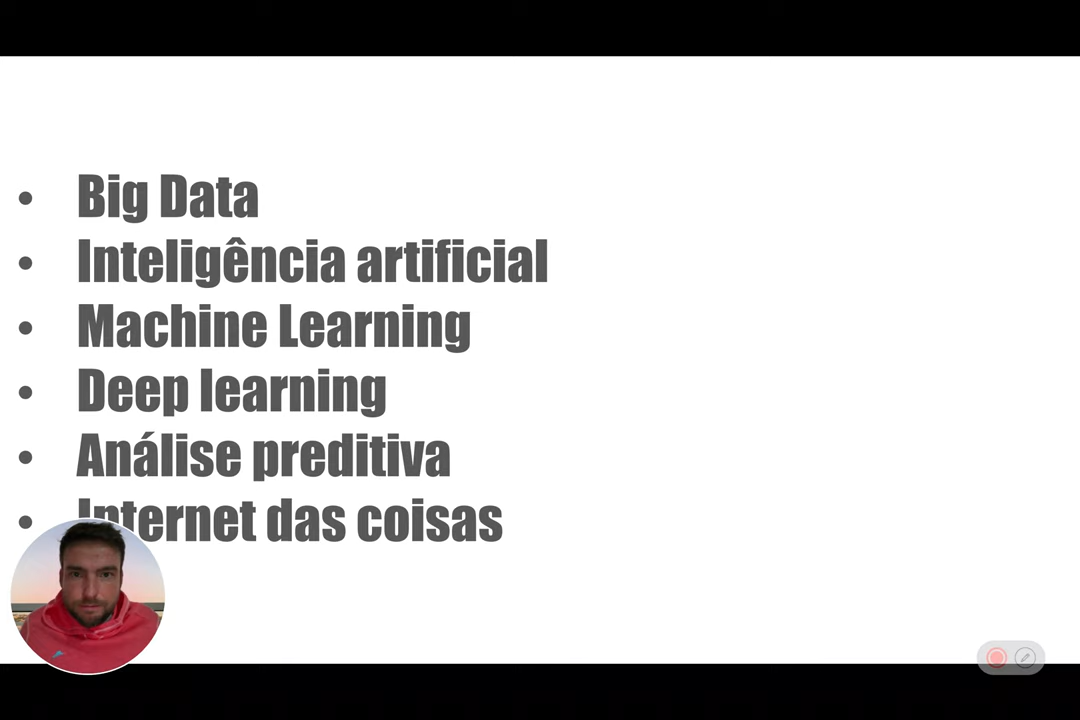 • Big Data
• Inteligência artificial
• Machine Learning
• Deep learning
• Análise preditiva
• Internet das coisas